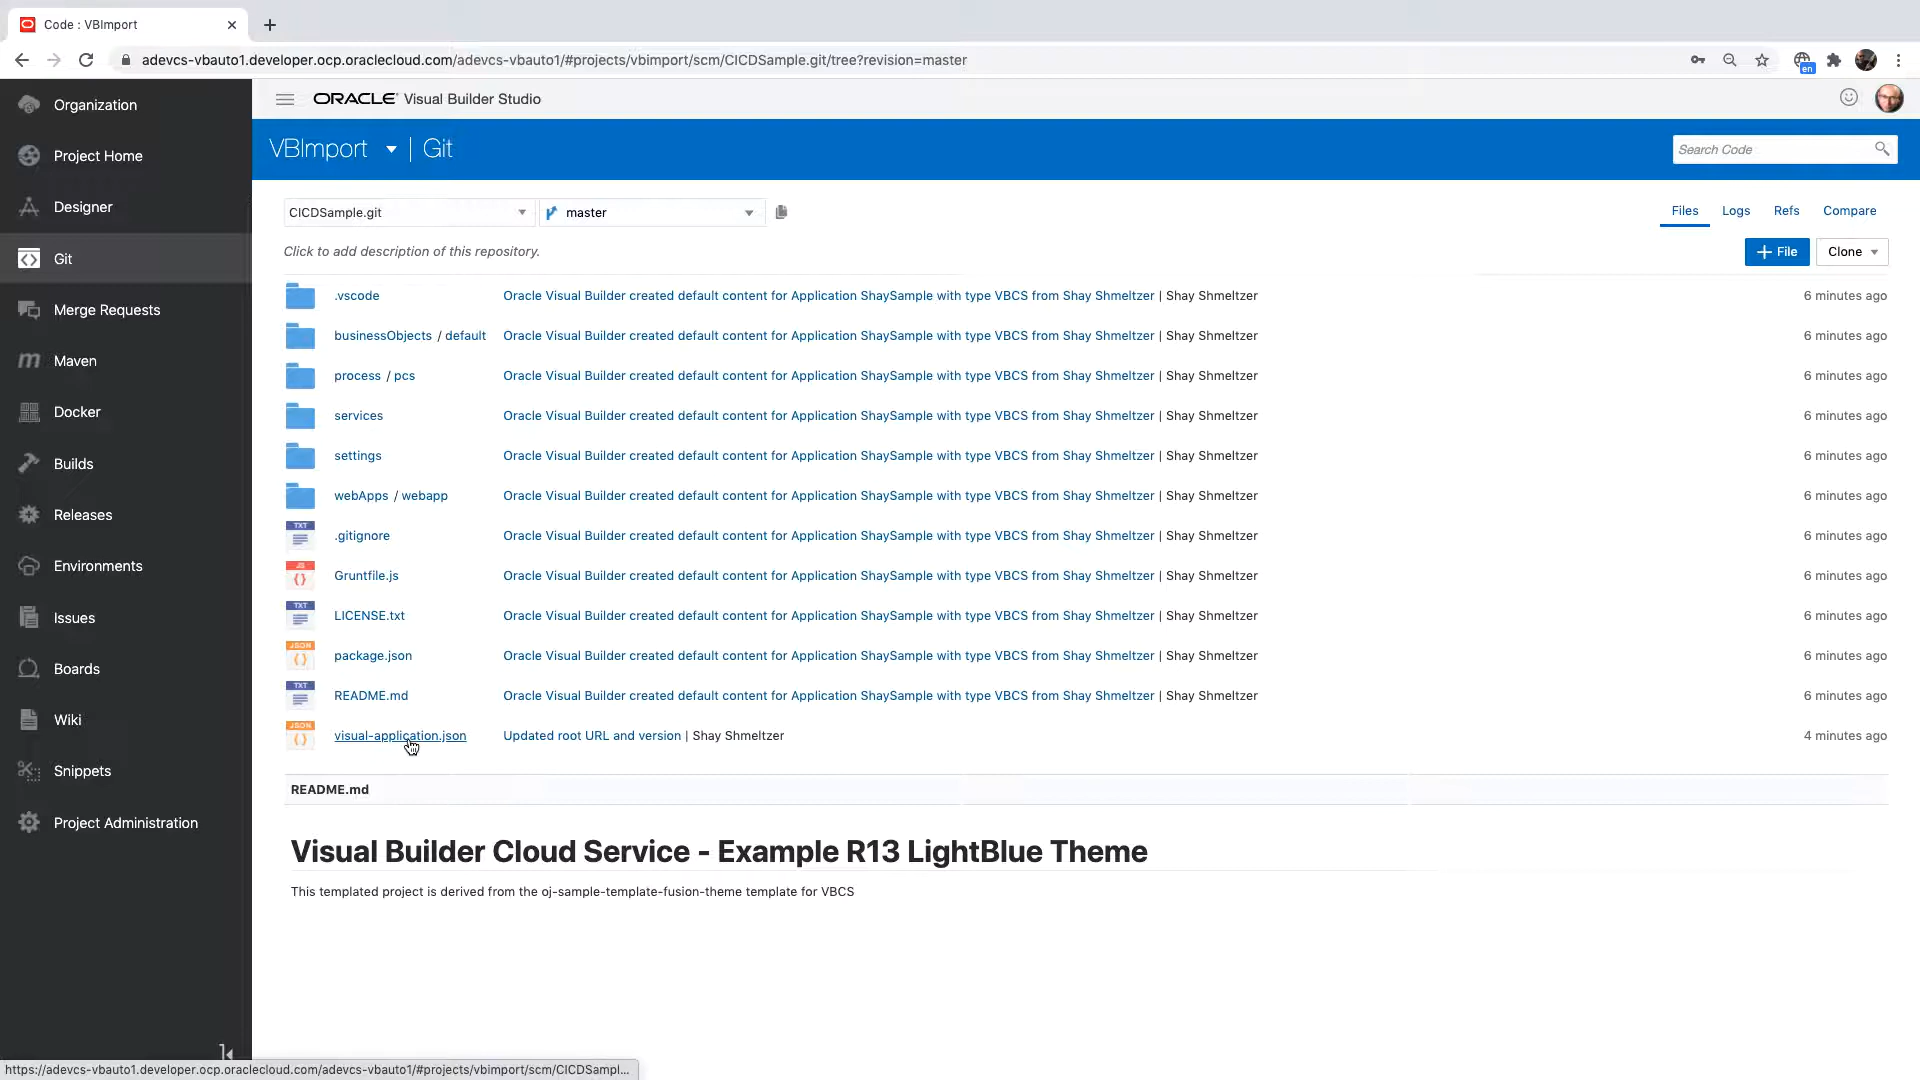 Code : VBImport
adevcs-vbauto1.developer.ocp.oraclecloud.com/adevcs-vbauto1/#projects/vbimport/scm/CICDSample.git/tree?revision=master
en
Organization
Project Home
Designer
Git
Merge Requests
Maven
Docker
Builds
Releases
Environments
Issues
Boards
Wiki
Snippets
Project Administration
ORACLE® Visual Builder Studio
VBImport | Git
Search Code
CICDSample.git master
Files Logs Refs Compare
Click to add description of this repository.
+ File Clone
.vscode Oracle Visual Builder created default content for Application ShaySample with type VBCS from Shay Shmeltzer | Shay Shmeltzer 6 minutes ago
businessObjects / default Oracle Visual Builder created default content for Application ShaySample with type VBCS from Shay Shmeltzer | Shay Shmeltzer 6 minutes ago
process / pcs Oracle Visual Builder created default content for Application ShaySample with type VBCS from Shay Shmeltzer | Shay Shmeltzer 6 minutes ago
services Oracle Visual Builder created default content for Application ShaySample with type VBCS from Shay Shmeltzer | Shay Shmeltzer 6 minutes ago
settings Oracle Visual Builder created default content for Application ShaySample with type VBCS from Shay Shmeltzer | Shay Shmeltzer 6 minutes ago
webApps / webapp Oracle Visual Builder created default content for Application ShaySample with type VBCS from Shay Shmeltzer | Shay Shmeltzer 6 minutes ago
TXT .gitignore Oracle Visual Builder created default content for Application ShaySample with type VBCS from Shay Shmeltzer | Shay Shmeltzer 6 minutes ago
JS {} Gruntfile.js Oracle Visual Builder created default content for Application ShaySample with type VBCS from Shay Shmeltzer | Shay Shmeltzer 6 minutes ago
TXT LICENSE.txt Oracle Visual Builder created default content for Application ShaySample with type VBCS from Shay Shmeltzer | Shay Shmeltzer 6 minutes ago
JSON {} package.json Oracle Visual Builder created default content for Application ShaySample with type VBCS from Shay Shmeltzer | Shay Shmeltzer 6 minutes ago
TXT README.md Oracle Visual Builder created default content for Application ShaySample with type VBCS from Shay Shmeltzer | Shay Shmeltzer 6 minutes ago
JSON {} visual-application.json Updated root URL and version | Shay Shmeltzer 4 minutes ago
README.md
Visual Builder Cloud Service - Example R13 LightBlue Theme
This templated project is derived from the oj-sample-template-fusion-theme template for VBCS
https://adevcs-vbauto1.developer.ocp.oraclecloud.com/adevcs-vbauto1/#projects/vbimport/scm/CICDSampl...